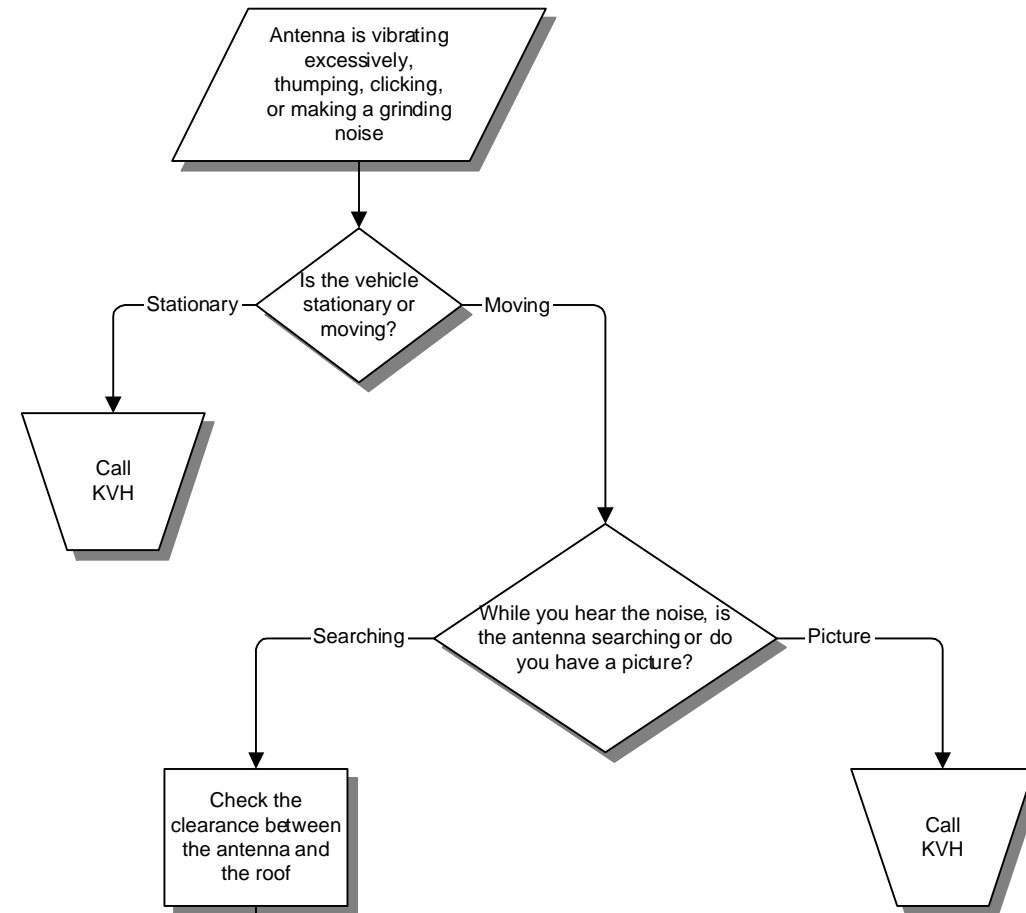 Antenna is vibrating
excessively,
thumping, clicking,
or making a grinding
noise
Is the vehicle
stationary or
moving?
Stationary
Moving
Call
KVH
While you hear the noise, is
the antenna searching or do
you have a picture?
Searching
Picture
Check the
clearance between
the antenna and
the roof
Call
KVH